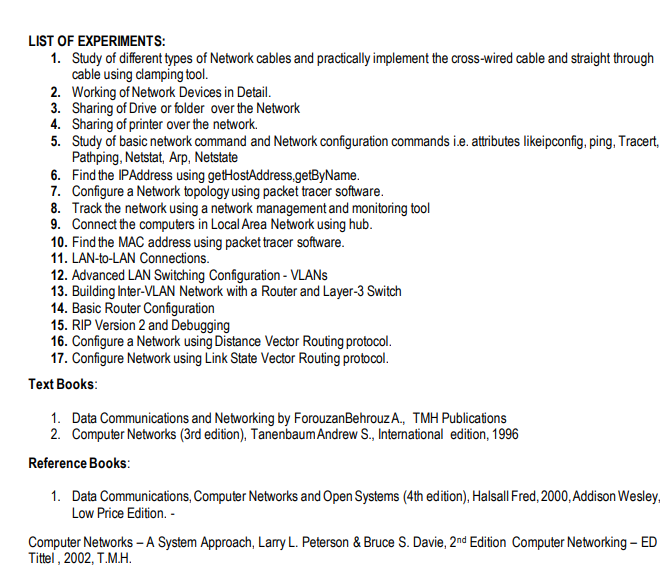 LIST OF EXPERIMENTS:
1. Study of different types of Network cables and practically implement the cross-wired cable and straight through
cable using clamping tool.
2. Working of Network Devices in Detail.
3. Sharing of Drive or folder over the Network
4. Sharing of printer over the network.
5. Study of basic network command and Network configuration commands i.e. attributes likeipconfig, ping, Tracert,
Pathping, Netstat, Arp, Netstate
6. Find the IPAddress using getHostAddress,getByName.
7. Configure a Network topology using packet tracer software.
8. Track the network using a network management and monitoring tool
9. Connect the computers in Local Area Network using hub.
10. Find the MAC address using packet tracer software.
11. LAN-to-LAN Connections.
12. Advanced LAN Switching Configuration - VLANs
13. Building Inter-VLAN Network with a Router and Layer-3 Switch
14. Basic Router Configuration
15. RIP Version 2 and Debugging
16. Configure a Network using Distance Vector Routing protocol.
17. Configure Network using Link State Vector Routing protocol.
Text Books:
1. Data Communications and Networking by ForouzanBehrouz A., TMH Publications
2. Computer Networks (3rd edition), Tanenbaum Andrew S., International edition, 1996
Reference Books:
1. Data Communications, Computer Networks and Open Systems (4th edition), Halsall Fred, 2000, Addison Wesley,
Low Price Edition. -
Computer Networks – A System Approach, Larry L. Peterson & Bruce S. Davie, 2nd Edition Computer Networking – ED
Tittel , 2002, T.M.H.